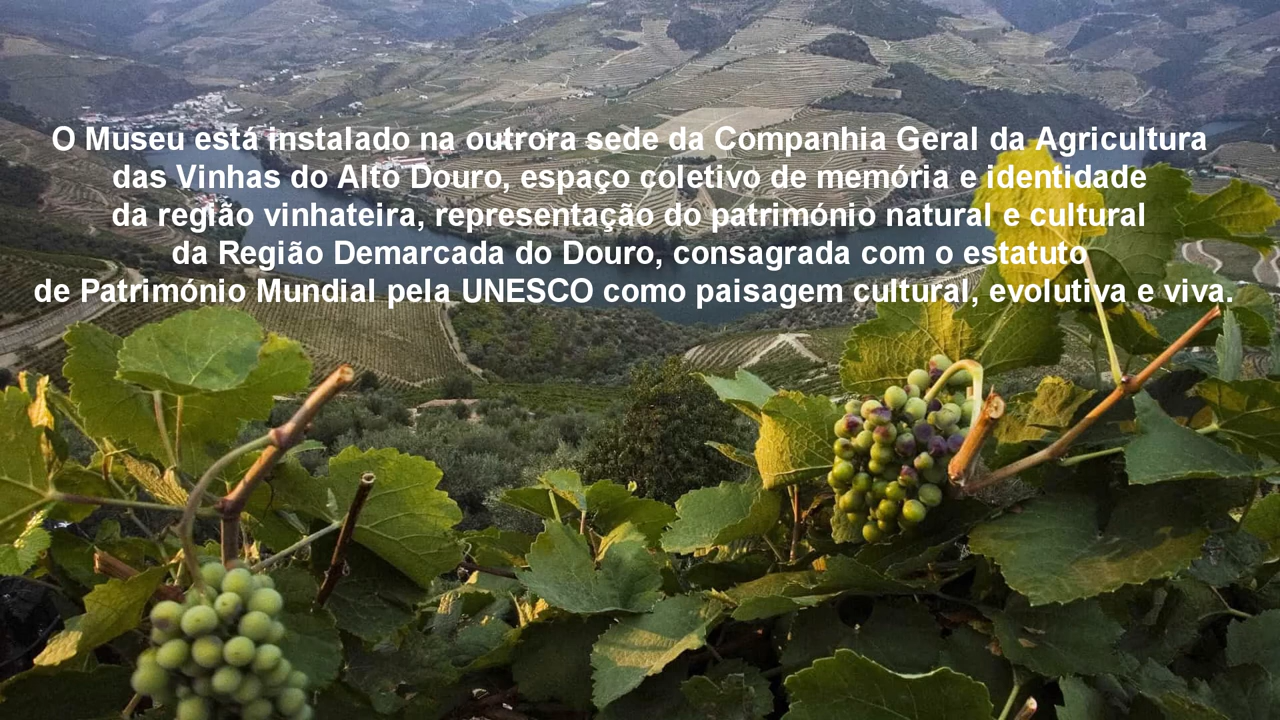 O Museu está instalado na outrora sede da Companhia Geral da Agricultura
das Vinhas do Alto Douro, espaço coletivo de memória e identidade
da região vinhateira, representação do património natural e cultural
da Região Demarcada do Douro, consagrada com o estatuto
de Património Mundial pela UNESCO como paisagem cultural, evolutiva e viva.